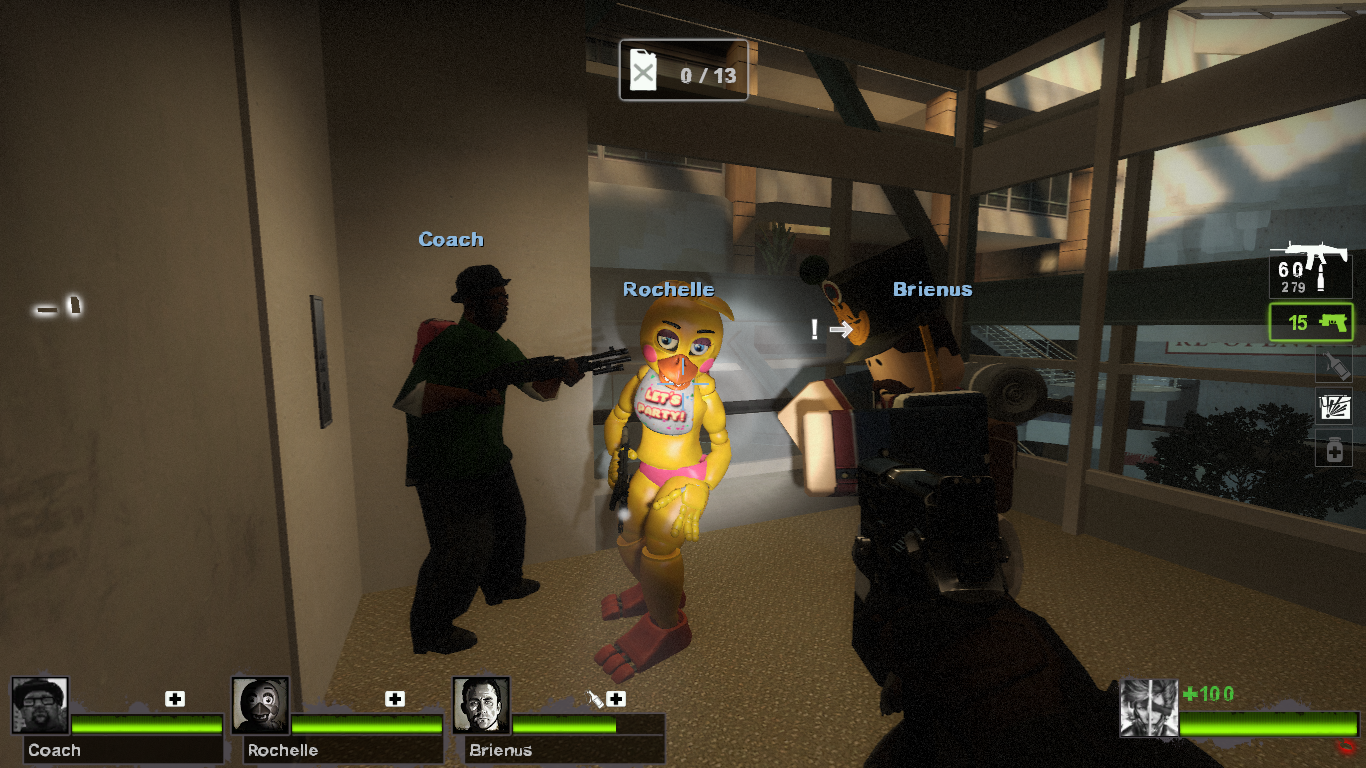 0 / 13
Coach
Rochelle
Brienus
60
279
15
LET'S
PARTY!
+100
Coach
Rochelle
Brienus